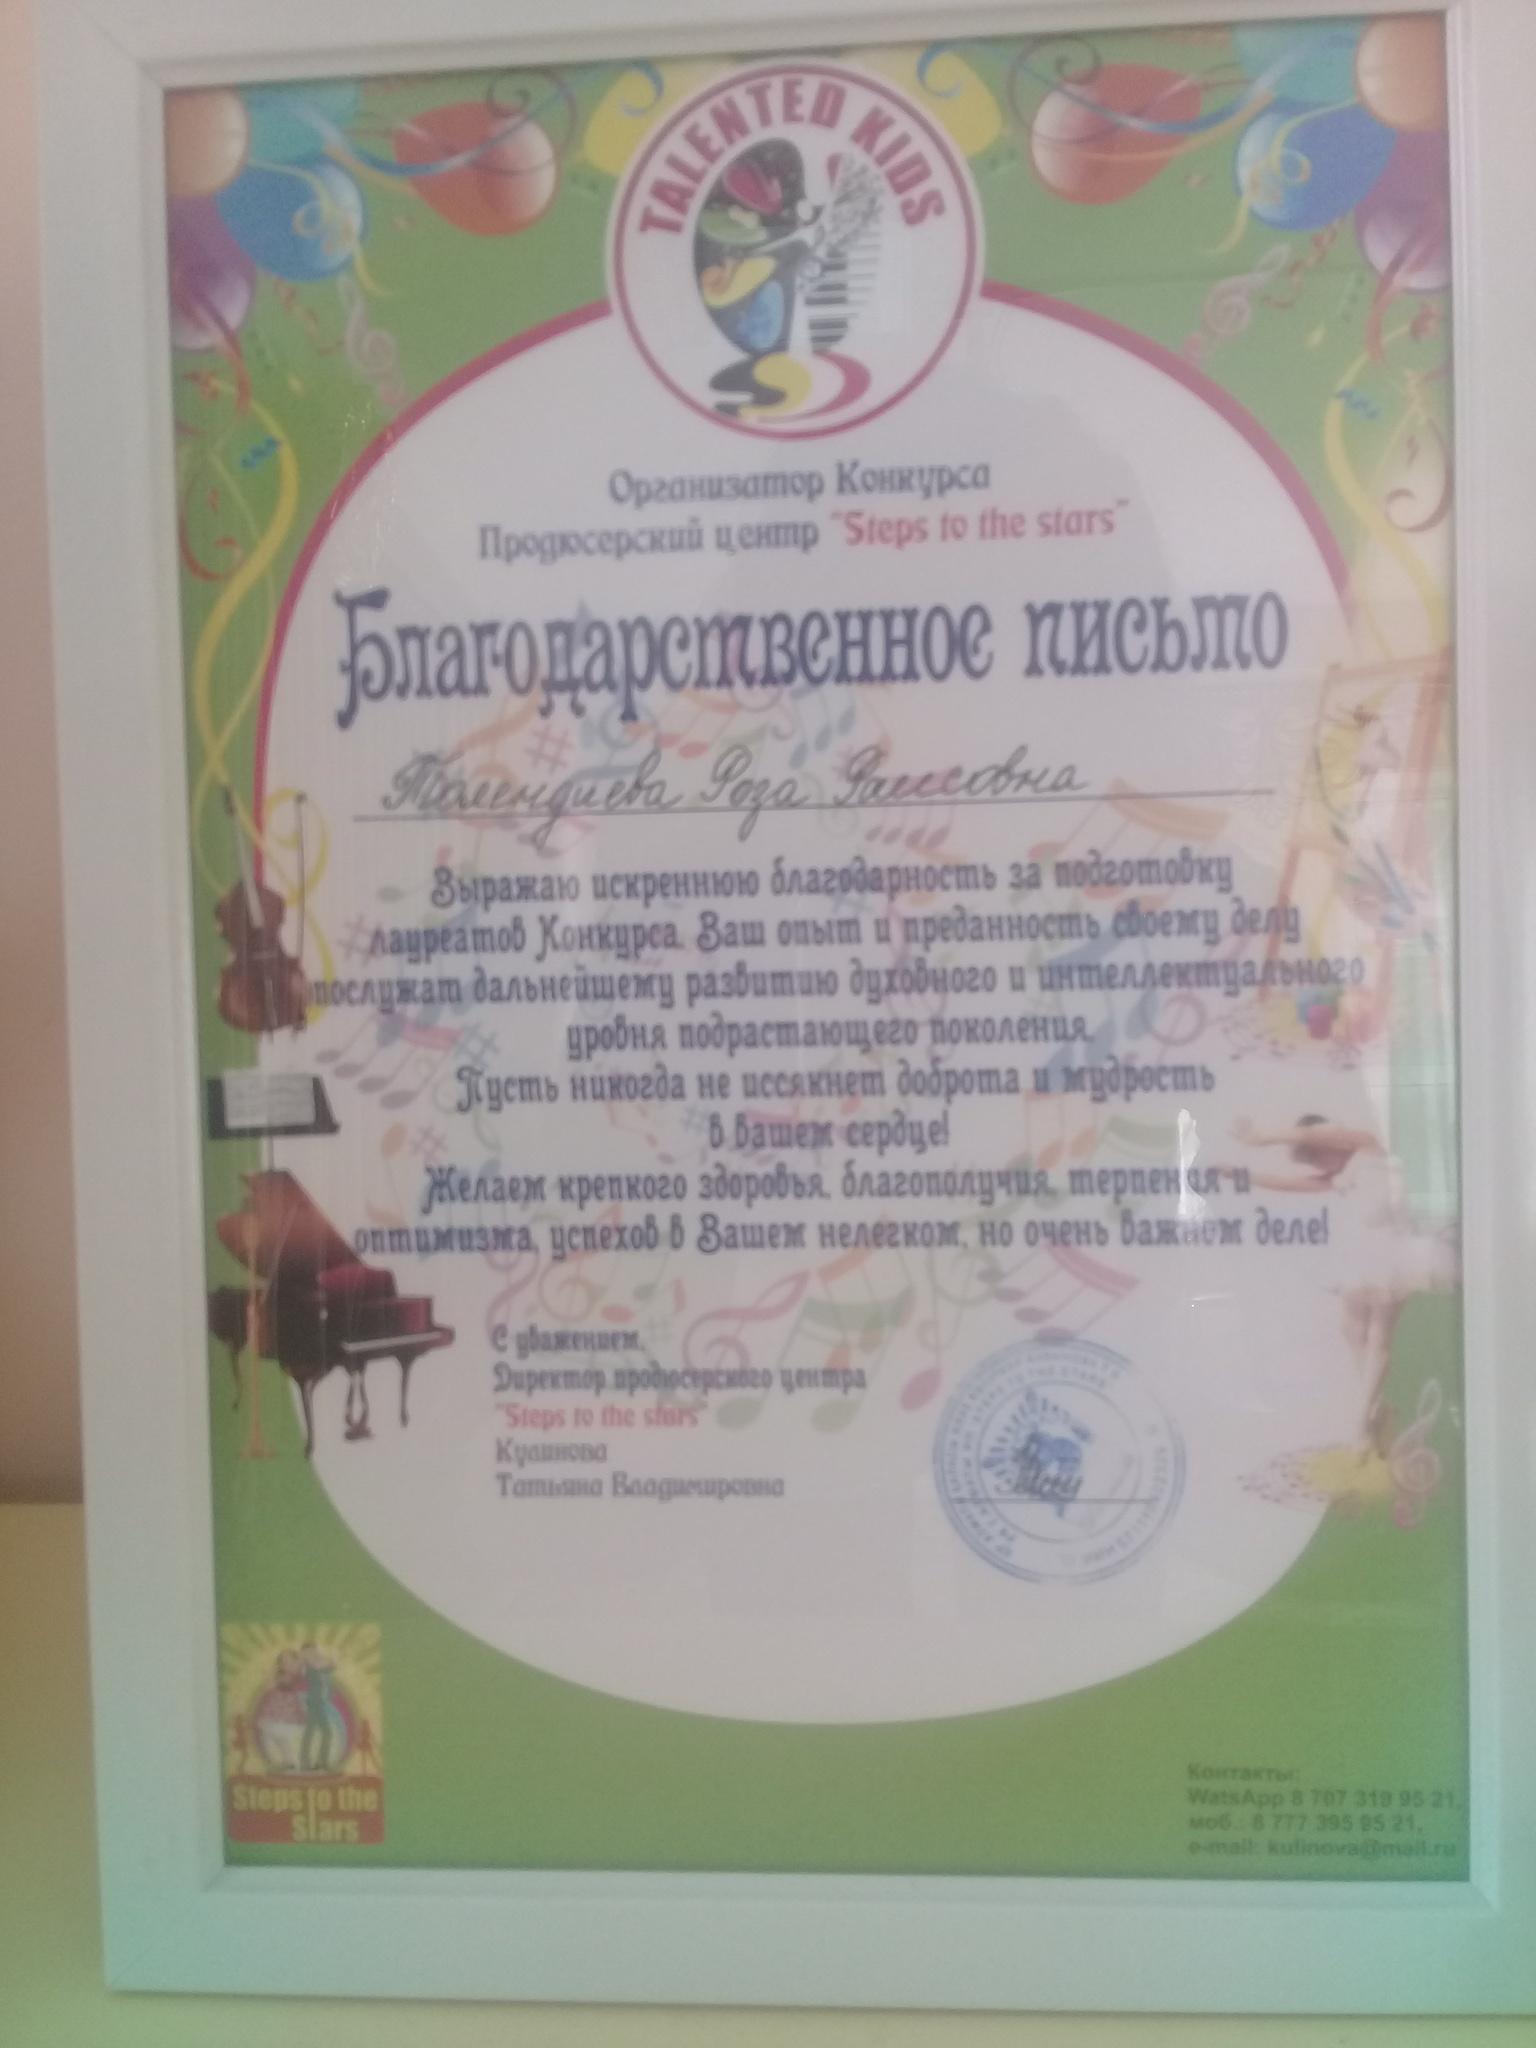 TALENTED KIDS
Организатор Конкурса
Продюсерский центр "Steps to the stars"
Благодарственное письмо
Роза
Выражаю искреннюю благодарность за подготовку
лауреатов Конкурса. Ваш опыт и преданность своему делу
послужат дальнейшему развитию духовного и интеллектуального
уровня подрастающего поколения.
Пусть никогда не иссякнет доброта и мудрость
в вашем сердце!
Желаем крепкого здоровья, благополучия, терпения и
оптимизма, успехов в Вашем нелегком, но очень важном деле!
С уважением,
Директор продюсерского центра
"Steps to the stars"
Кулинова
Татьяна Владимировна
Steps to the
Stars
Контакты:
WatsApp 8 707 319 95 21,
моб.: 8 777 395 95 21,
e-mail: kulinova@mail.ru